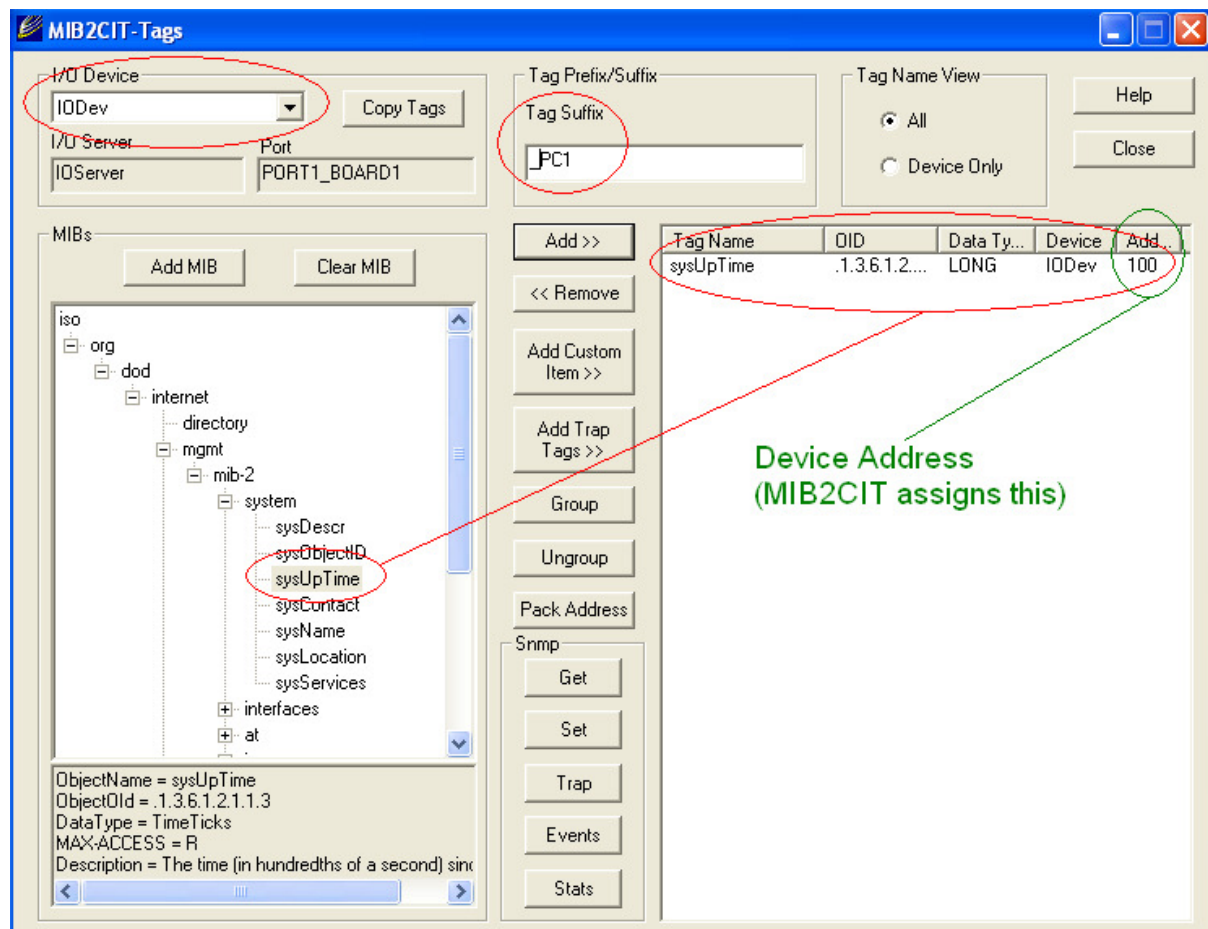 MIB2CIT-Tags
I/O Device
IODev
Copy Tags
I/O Server
Port
IOServer
PORT1_BOARD1
Tag Prefix/Suffix
Tag Suffix
_PC1
Tag Name View
All
Device Only
Help
Close
MIBs
Add MIB
Clear MIB
iso
org
dod
internet
directory
mgmt
mib-2
system
sysDescr
sysObjectID
sysUpTime
sysContact
sysName
sysLocation
sysServices
interfaces
at
ObjectName = sysUpTime
ObjectOId = .1.3.6.1.2.1.1.3
DataType = TimeTicks
MAX-ACCESS = R
Description = The time (in hundredths of a second) sinc
Add >>
<< Remove
Add Custom
Item >>
Add Trap
Tags >>
Group
Ungroup
Pack Address
Snmp
Get
Set
Trap
Events
Stats
Tag Name OID Data Ty... Device Add...
sysUpTime .1.3.6.1.2.... LONG IODev 100
Device Address
(MIB2CIT assigns this)